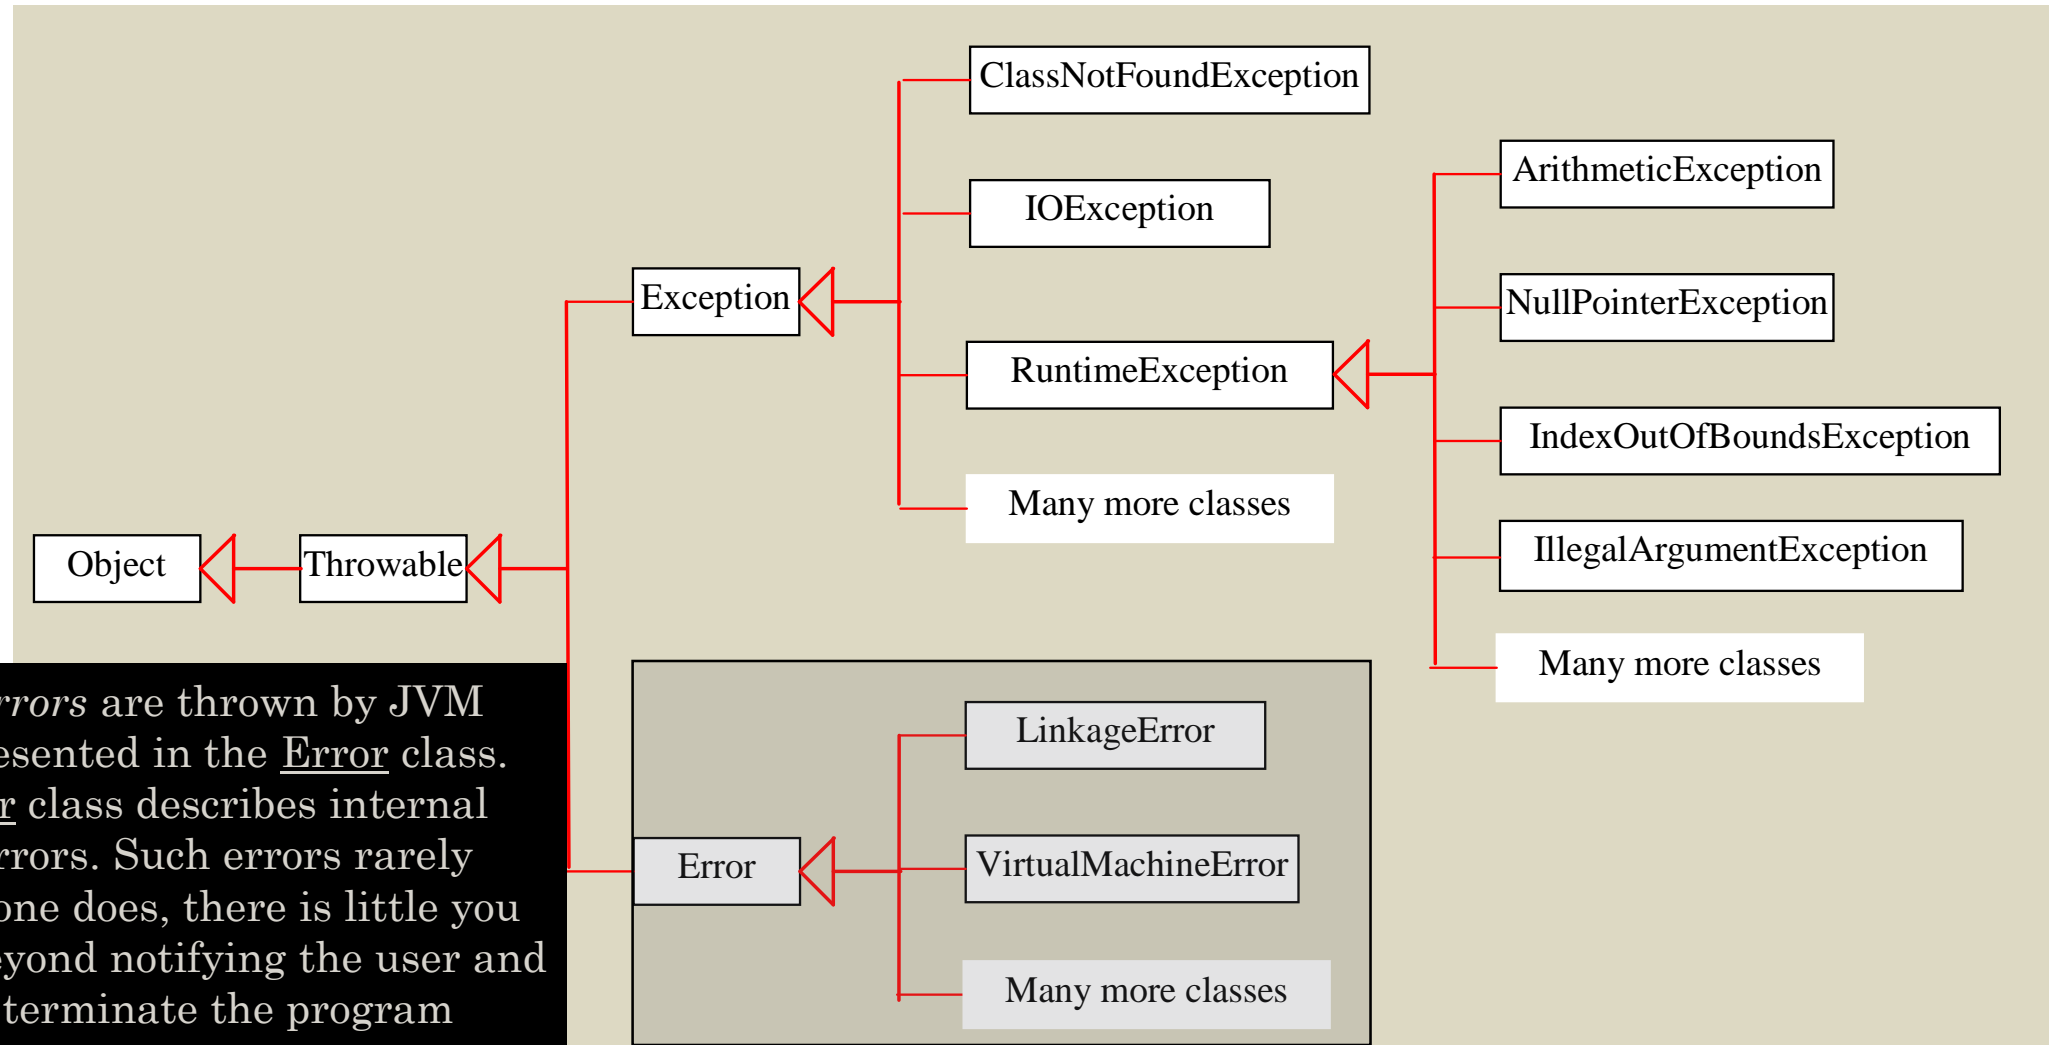 ClassNotFoundException
ArithmeticException
IOException
Exception
NullPointerException
RuntimeException
IndexOutOfBoundsException
Many more classes
Object
Throwable
IllegalArgumentException
Many more classes
are thrown by JVM
in the Error class.
class describes internal
Such errors rarely
one does, there is little you
notifying the user and
terminate the program
LinkageError
Error
VirtualMachineError
Many more classes